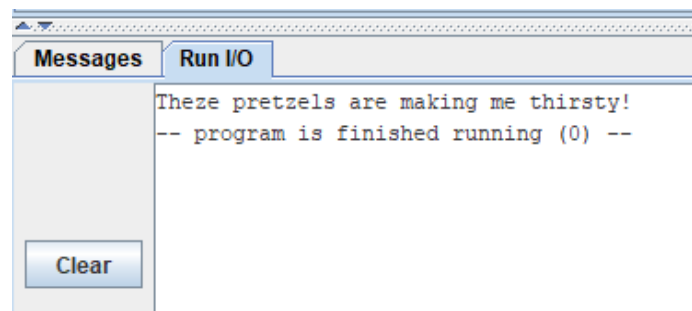 Messages
Run I/O
Theze pretzels are making me thirsty!
-- program is finished running (0) --
Clear